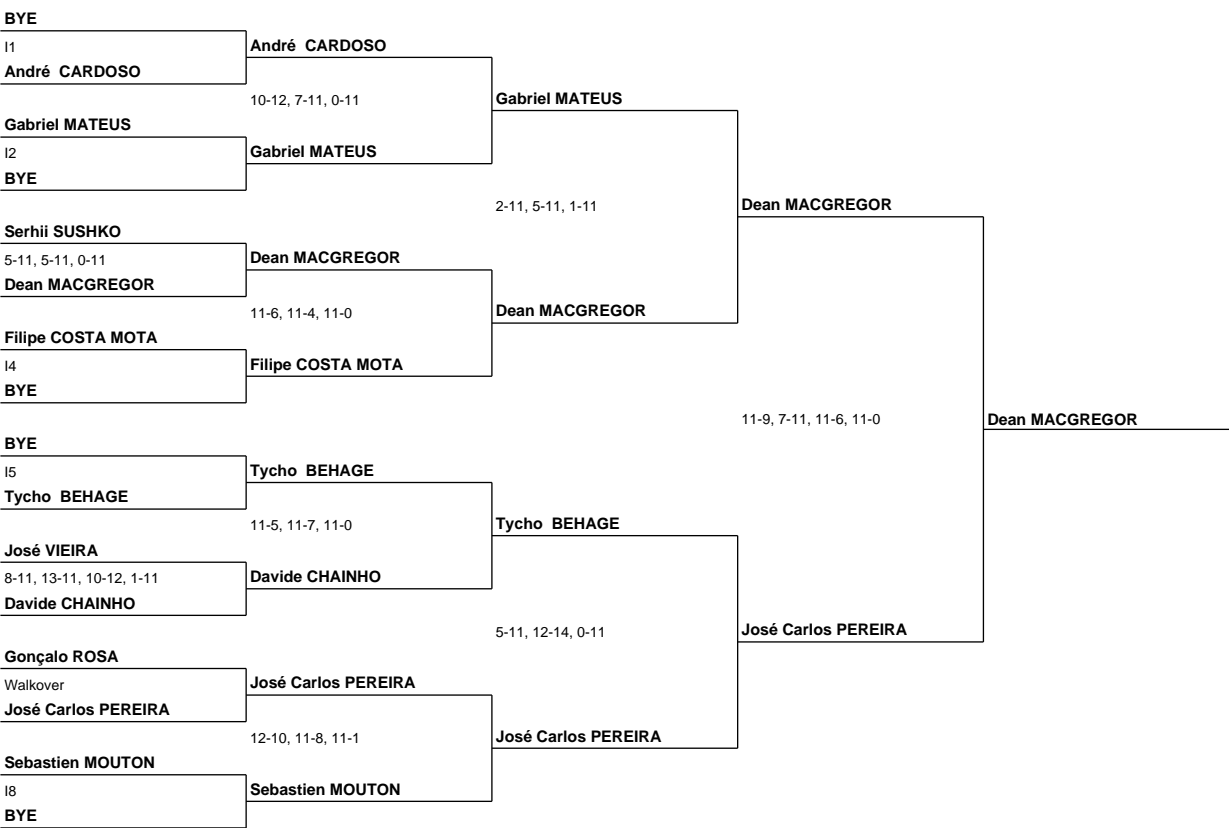 BYE
I1
André  CARDOSO
André  CARDOSO
10-12, 7-11, 0-11
Gabriel MATEUS
Gabriel MATEUS
I2
Gabriel MATEUS
BYE
2-11, 5-11, 1-11
Dean MACGREGOR
Serhii SUSHKO
5-11, 5-11, 0-11
Dean MACGREGOR
Dean MACGREGOR
11-6, 11-4, 11-0
Dean MACGREGOR
Filipe COSTA MOTA
I4
Filipe COSTA MOTA
BYE
11-9, 7-11, 11-6, 11-0
Dean MACGREGOR
BYE
I5
Tycho  BEHAGE
Tycho  BEHAGE
11-5, 11-7, 11-0
Tycho  BEHAGE
José VIEIRA
8-11, 13-11, 10-12, 1-11
Davide CHAINHO
Davide CHAINHO
5-11, 12-14, 0-11
José Carlos PEREIRA
Gonçalo ROSA
Walkover
José Carlos PEREIRA
José Carlos PEREIRA
12-10, 11-8, 11-1
José Carlos PEREIRA
Sebastien MOUTON
I8
Sebastien MOUTON
BYE